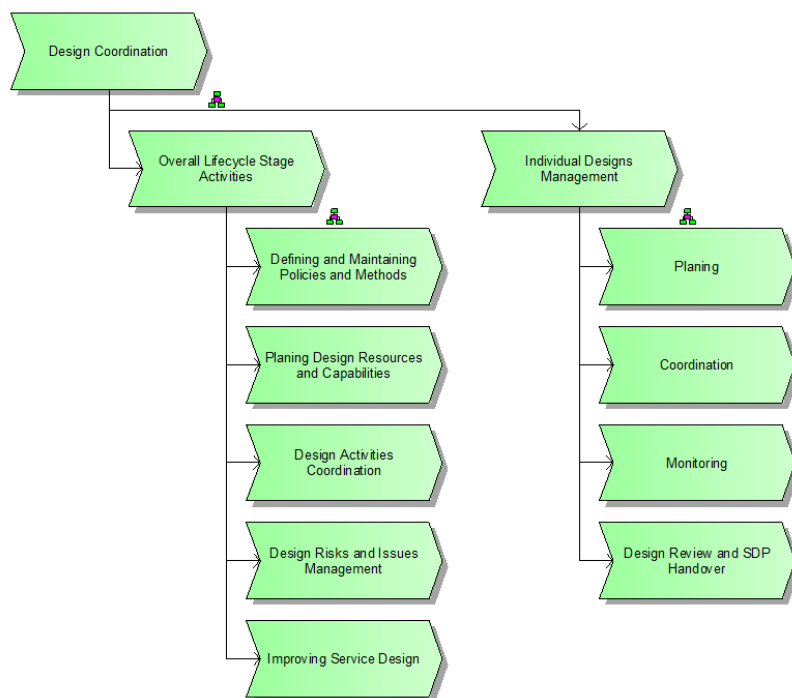 Design Coordination
Overall Lifecycle Stage
Activities
Individual Designs
Management
Defining and Maintaining
Policies and Methods
Planing
Planing Design Resources
and Capabilities
Coordination
Design Activities
Coordination
Monitoring
Design Risks and Issues
Management
Design Review and SDP
Handover
Improving Service Design